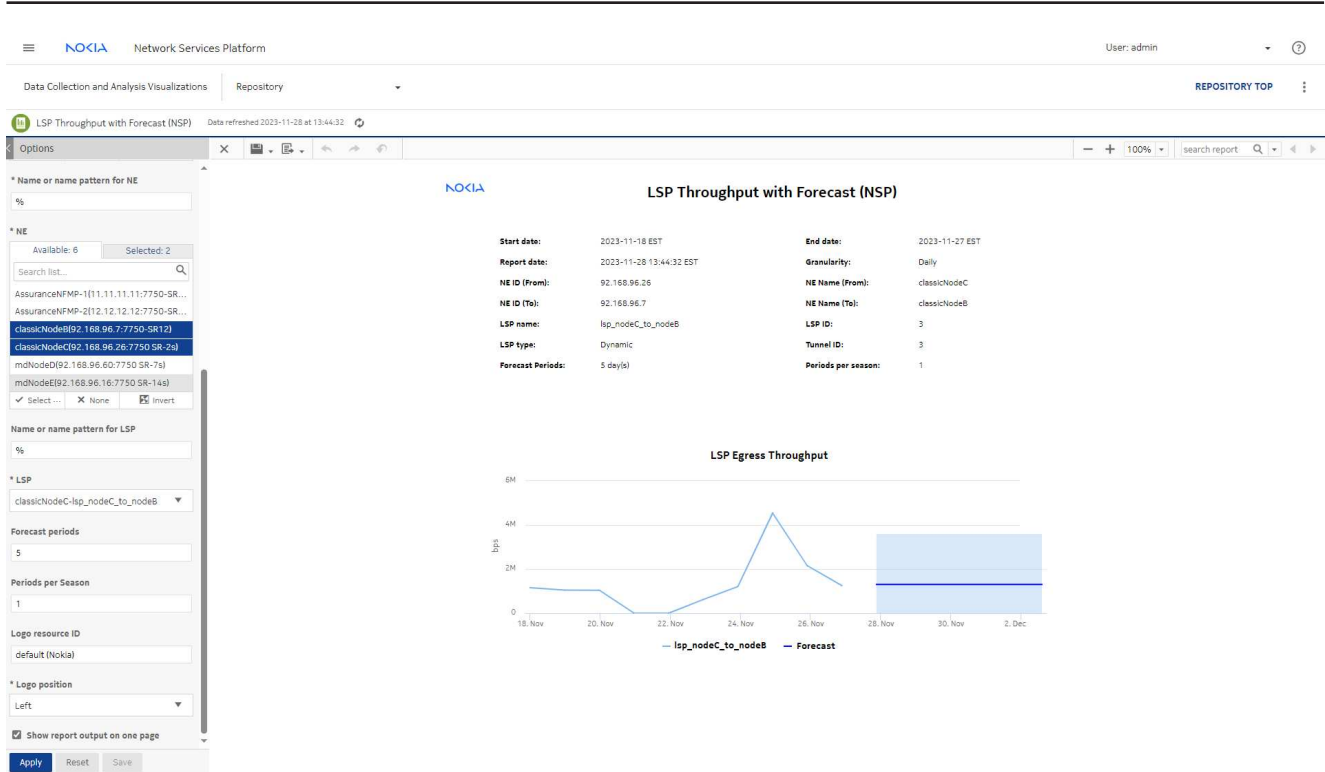 NOKIA Network Services Platform User: admin
Data Collection and Analysis Visualizations Repository REPOSITORY TOP
LSP Throughput with Forecast (NSP) Data refreshed 2023-11-28 at 13:44:32
Options 100% search report
* Name or name pattern for NE
%
* NE
Available: 6 Selected: 2
Search list...
AssuranceNFMP-1(11.11.11.11:7750-SR...
AssuranceNFMP-2(12.12.12.12:7750-SR...
classicNodeB(92.168.96.7:7750-SR12)
classicNodeC(92.168.96.26:7750 SR-2s)
mdNodeD(92.168.96.60:7750 SR-7s)
mdNodeE(92.168.96.16:7750 SR-14s)
Select ... None Invert
Name or name pattern for LSP
%
* LSP
classicNodeC-lsp_nodeC_to_nodeB
Forecast periods
5
Periods per Season
1
Logo resource ID
default (Nokia)
* Logo position
Left
Show report output on one page
Apply Reset Save
NOKIA LSP Throughput with Forecast (NSP)
Start date: 2023-11-18 EST End date: 2023-11-27 EST
Report date: 2023-11-28 13:44:32 EST Granularity: Daily
NE ID (From): 92.168.96.26 NE Name (From): classicNodeC
NE ID (To): 92.168.96.7 NE Name (To): classicNodeB
LSP name: lsp_nodeC_to_nodeB LSP ID: 3
LSP type: Dynamic Tunnel ID: 3
Forecast Periods: 5 day(s) Periods per season: 1
LSP Egress Throughput
6M
4M
bps
2M
0
18. Nov 20. Nov 22. Nov 24. Nov 26. Nov 28. Nov 30. Nov 2. Dec
lsp_nodeC_to_nodeB Forecast